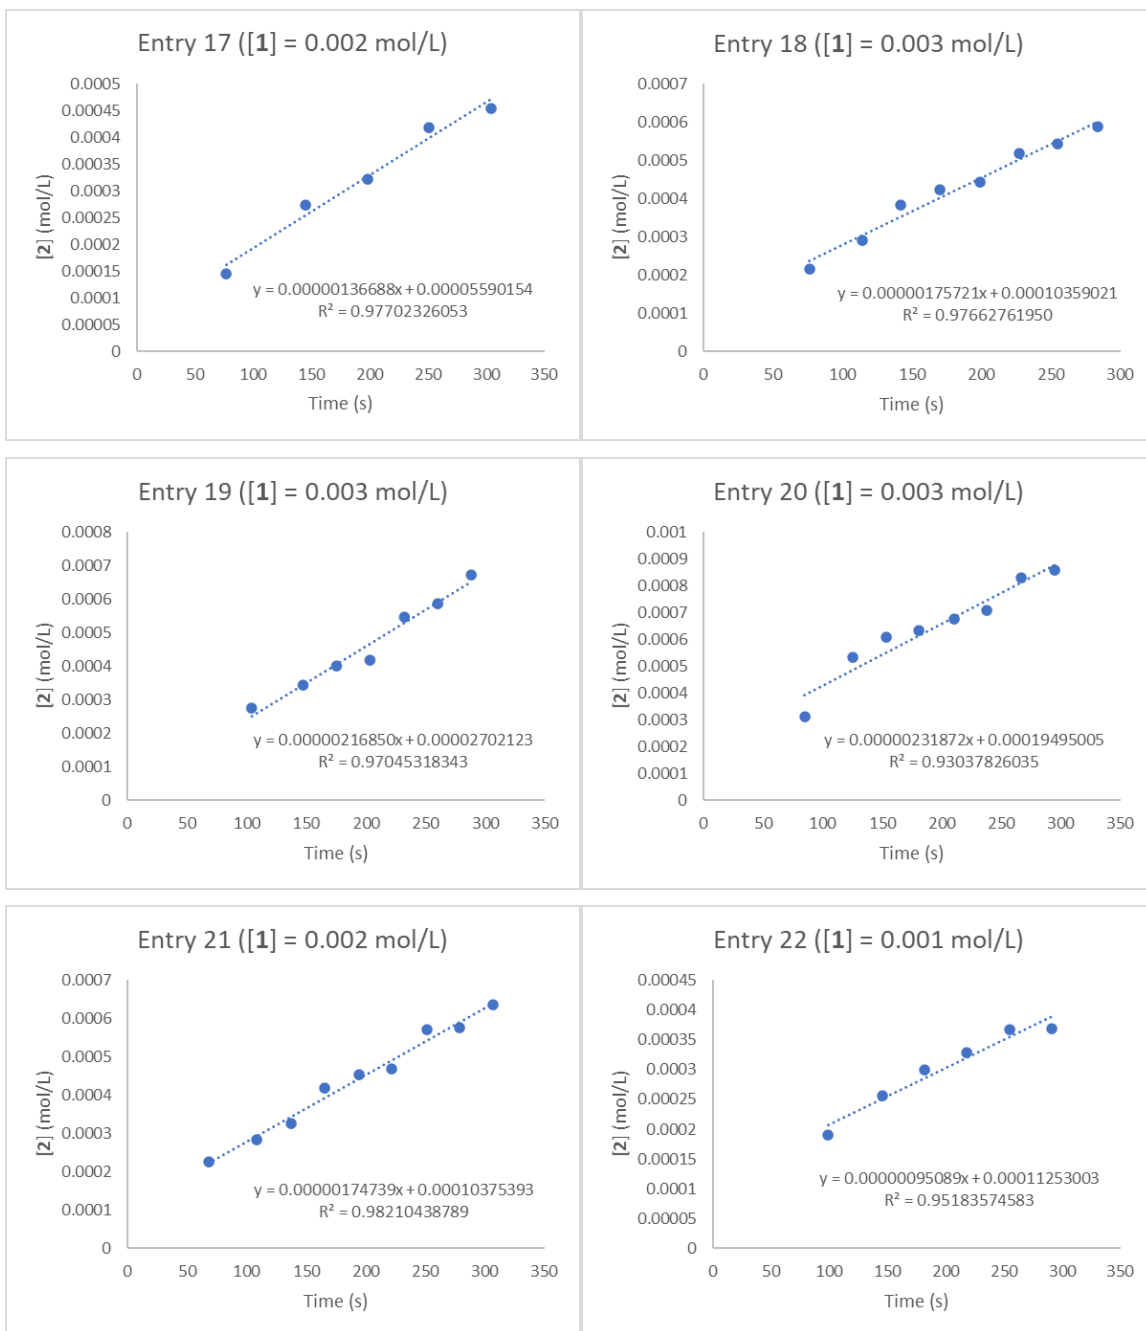 Entry 17 ([1] = 0.002 mol/L)
0.0005
0.00045
0.0004
0.00035
0.0003
0.00025
0.0002
0.00015
0.0001
0.00005
0
[2] (mol/L)
y = 0.00000136688x + 0.00005590154
R² = 0.97702326053
0 50 100 150 200 250 300 350
Time (s)
Entry 18 ([1] = 0.003 mol/L)
0.0007
0.0006
0.0005
0.0004
0.0003
0.0002
0.0001
0
[2] (mol/L)
y = 0.00000175721x + 0.00010359021
R² = 0.97662761950
0 50 100 150 200 250 300
Time (s)
Entry 19 ([1] = 0.003 mol/L)
0.0008
0.0007
0.0006
0.0005
0.0004
0.0003
0.0002
0.0001
0
[2] (mol/L)
y = 0.00000216850x + 0.00002702123
R² = 0.97045318343
0 50 100 150 200 250 300 350
Time (s)
Entry 20 ([1] = 0.003 mol/L)
0.001
0.0009
0.0008
0.0007
0.0006
0.0005
0.0004
0.0003
0.0002
0.0001
0
[2] (mol/L)
y = 0.00000231872x + 0.00019495005
R² = 0.93037826035
0 50 100 150 200 250 300 350
Time (s)
Entry 21 ([1] = 0.002 mol/L)
0.0007
0.0006
0.0005
0.0004
0.0003
0.0002
0.0001
0
[2] (mol/L)
y = 0.00000174739x + 0.00010375393
R² = 0.98210438789
0 50 100 150 200 250 300 350
Time (s)
Entry 22 ([1] = 0.001 mol/L)
0.00045
0.0004
0.00035
0.0003
0.00025
0.0002
0.00015
0.0001
0.00005
0
[2] (mol/L)
y = 0.00000095089x + 0.00011253003
R² = 0.95183574583
0 50 100 150 200 250 300 350
Time (s)